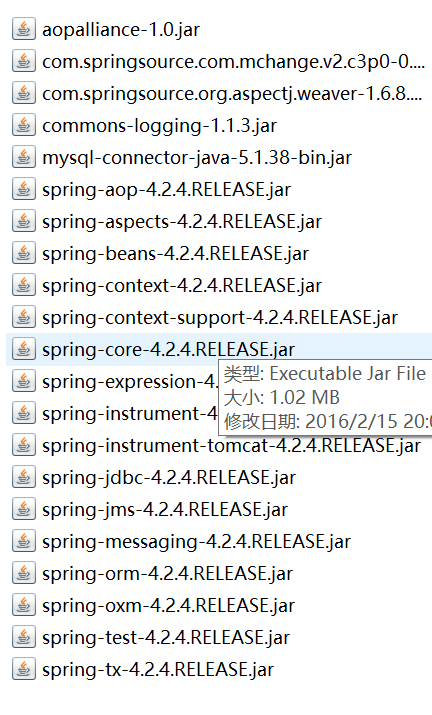 aopalliance-1.0.jar
com.springsource.com.mchange.v2.c3p0-0....
com.springsource.org.aspectj.weaver-1.6.8....
commons-logging-1.1.3.jar
mysql-connector-java-5.1.38-bin.jar
spring-aop-4.2.4.RELEASE.jar
spring-aspects-4.2.4.RELEASE.jar
spring-beans-4.2.4.RELEASE.jar
spring-context-4.2.4.RELEASE.jar
spring-context-support-4.2.4.RELEASE.jar
spring-core-4.2.4.RELEASE.jar
类型: Executable Jar File
spring-expression-4.
大小: 1.02 MB
spring-instrument-4
修改日期: 2016/2/15 20:
spring-instrument-tomcat-4.2.4.RELEASE.jar
spring-jdbc-4.2.4.RELEASE.jar
spring-jms-4.2.4.RELEASE.jar
spring-messaging-4.2.4.RELEASE.jar
spring-orm-4.2.4.RELEASE.jar
spring-oxm-4.2.4.RELEASE.jar
spring-test-4.2.4.RELEASE.jar
spring-tx-4.2.4.RELEASE.jar